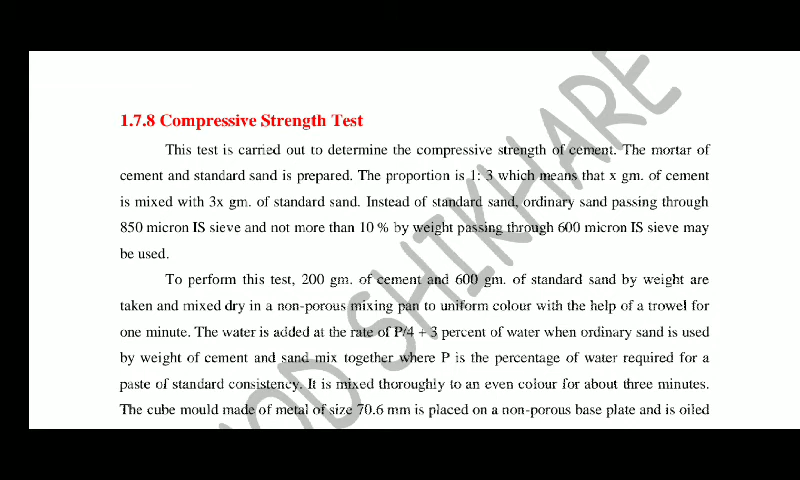 1.7.8 Compressive Strength Test
This test is carried out to determine the compressive strength of cement. The mortar of
cement and standard sand is prepared. The proportion is 1: 3 which means that x gm. of cement
is mixed with 3x gm. of standard sand. Instead of standard sand, ordinary sand passing through
850 micron IS sieve and not more than 10 % by weight passing through 600 micron IS sieve may
be used.
To perform this test, 200 gm. of cement and 600 gm. of standard sand by weight are
taken and mixed dry in a non-porous mixing pan to uniform colour with the help of a trowel for
one minute. The water is added at the rate of P/4 + 3 percent of water when ordinary sand is used
by weight of cement and sand mix together where P is the percentage of water required for a
paste of standard consistency. It is mixed thoroughly to an even colour for about three minutes.
The cube mould made of metal of size 70.6 mm is placed on a non-porous base plate and is oiled
OD SHIKHARE